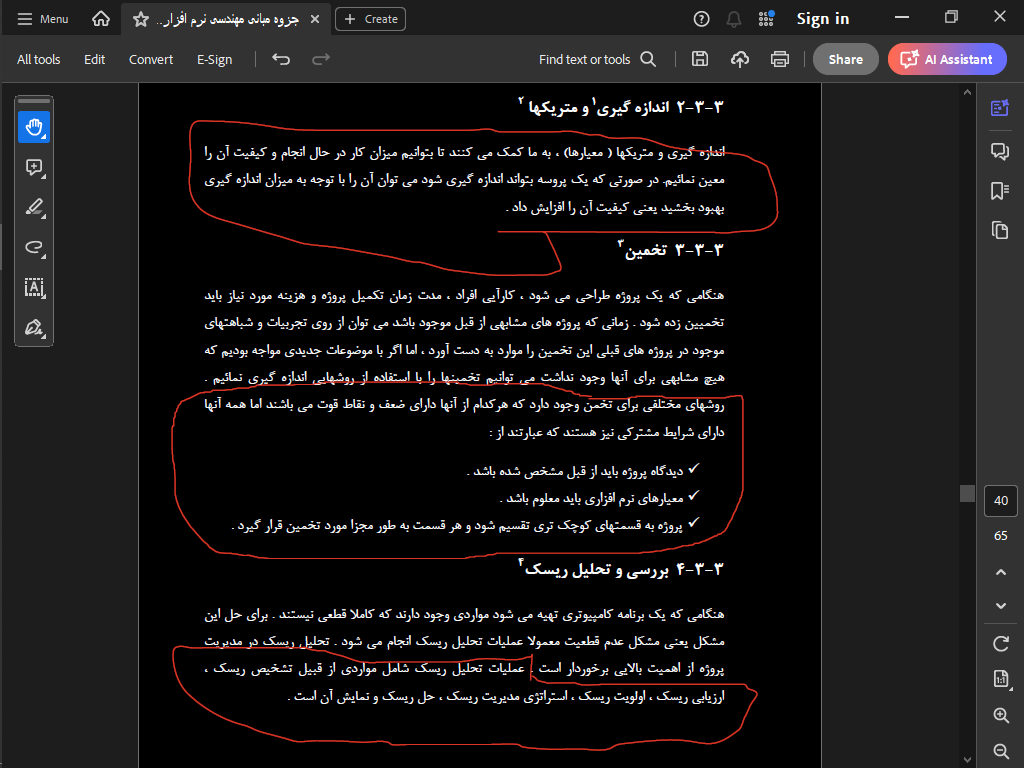 Menu
جزوه مبانی مهندسی نرم افزار...
Create
Sign in
All tools
Edit
Convert
E-Sign
Find text or tools
Share
AI Assistant
۲-۳-۳ اندازه گیری۱ و متریکها ۲
اندازه گیری و متریکها ( معیارها) ، به ما کمک می کنند تا بتوانیم میزان کار در حال انجام و کیفیت آن را
معین نمائیم. در صورتی که یک پروسه بتواند اندازه گیری شود می توان آن را با توجه به میزان اندازه گیری
بهبود بخشید یعنی کیفیت آن را افزایش داد .
۳-۳-۳ تخمین۳
هنگامی که یک پروژه طراحی می شود ، کارآیی افراد ، مدت زمان تکمیل پروژه و هزینه مورد نیاز باید
تخمیین زده شود . زمانی که پروژه های مشابهی از قبل موجود باشد می توان از روی تجربیات و شباهتهای
موجود در پروژه های قبلی این تخمین را موارد به دست آورد ، اما اگر با موضوعات جدیدی مواجه بودیم که
هیچ مشابهی برای آنها وجود نداشت می توانیم تخمینها را با استفاده از روشهایی اندازه گیری نمائیم .
روشهای مختلفی برای تخمن وجود دارد که هرکدام از آنها دارای ضعف و نقاط قوت می باشند اما همه آنها
دارای شرایط مشترکی نیز هستند که عبارتند از :
✓ دیدگاه پروژه باید از قبل مشخص شده باشد .
✓ معیارهای نرم افزاری باید معلوم باشد .
✓ پروژه به قسمتهای کوچک تری تقسیم شود و هر قسمت به طور مجزا مورد تخمین قرار گیرد .
۴-۳-۳ بررسی و تحلیل ریسک۴
هنگامی که یک برنامه کامپیوتری تهیه می شود مواردی وجود دارند که کاملا قطعی نیستند . برای حل این
مشکل یعنی مشکل عدم قطعیت معمولا عملیات تحلیل ریسک انجام می شود . تحلیل ریسک در مدیریت
پروژه از اهمیت بالایی برخوردار است . عملیات تحلیل ریسک شامل مواردی از قبیل تشخیص ریسک ،
ارزیابی ریسک ، اولویت ریسک ، استراتژی مدیریت ریسک ، حل ریسک و نمایش آن است .
40
65
1:1